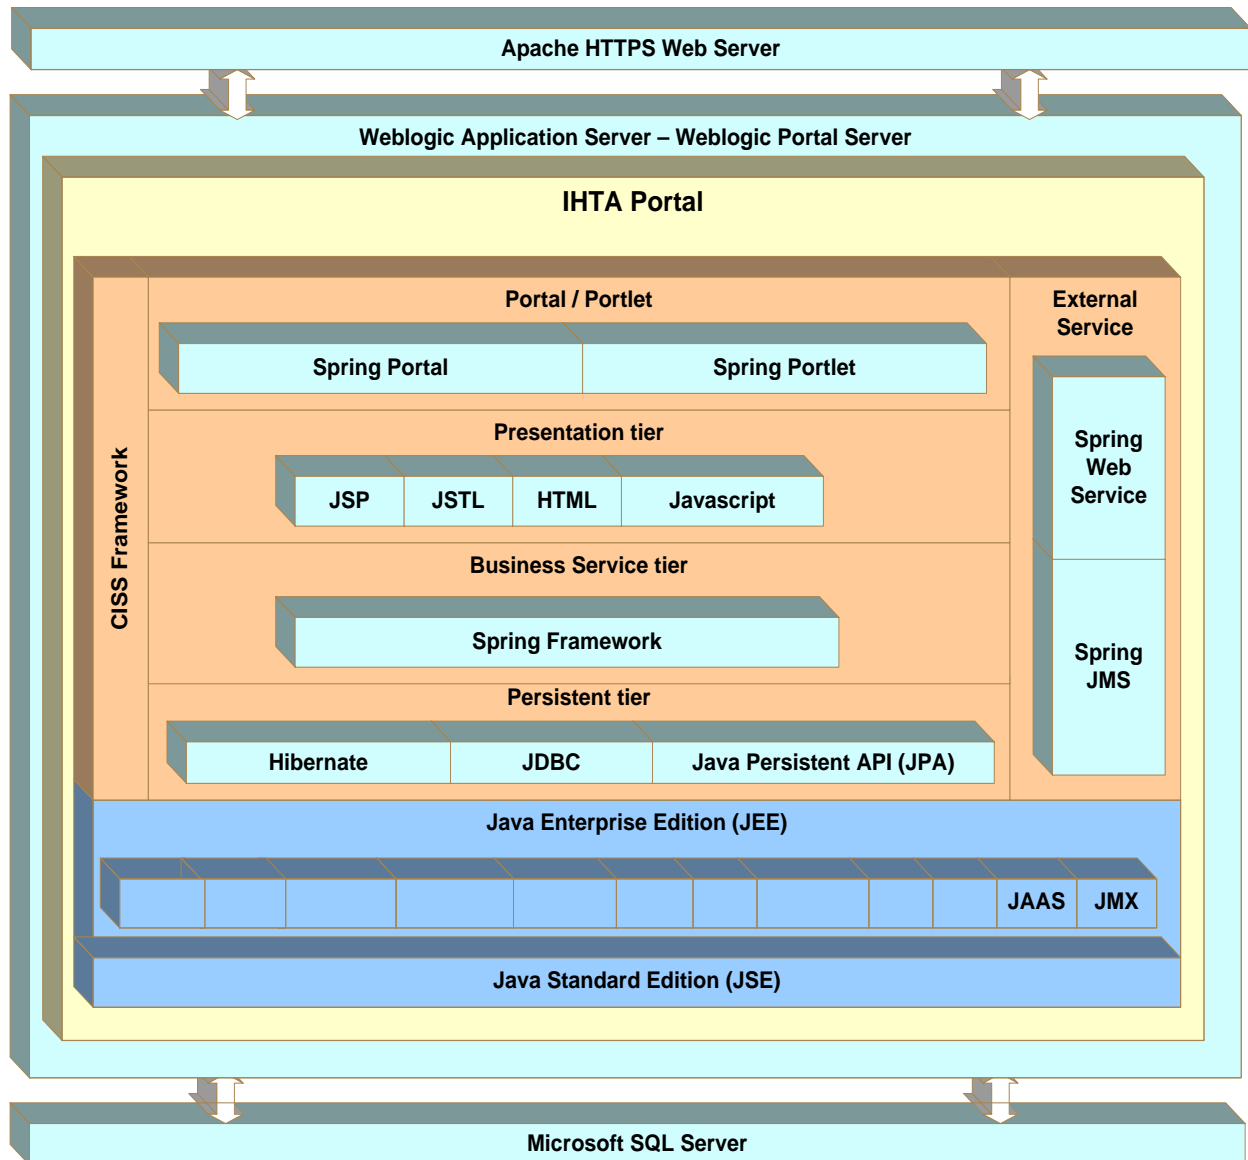 Apache HTTPS Web Server
Weblogic Application Server – Weblogic Portal Server
IHTA Portal
CISS Framework
Portal / Portlet
Spring Portal
Spring Portlet
Presentation tier
JSP
JSTL
HTML
Javascript
Business Service tier
Spring Framework
Persistent tier
Hibernate
JDBC
Java Persistent API (JPA)
External
Service
Spring
Web
Service
Spring
JMS
Java Enterprise Edition (JEE)
JAAS
JMX
Java Standard Edition (JSE)
Microsoft SQL Server